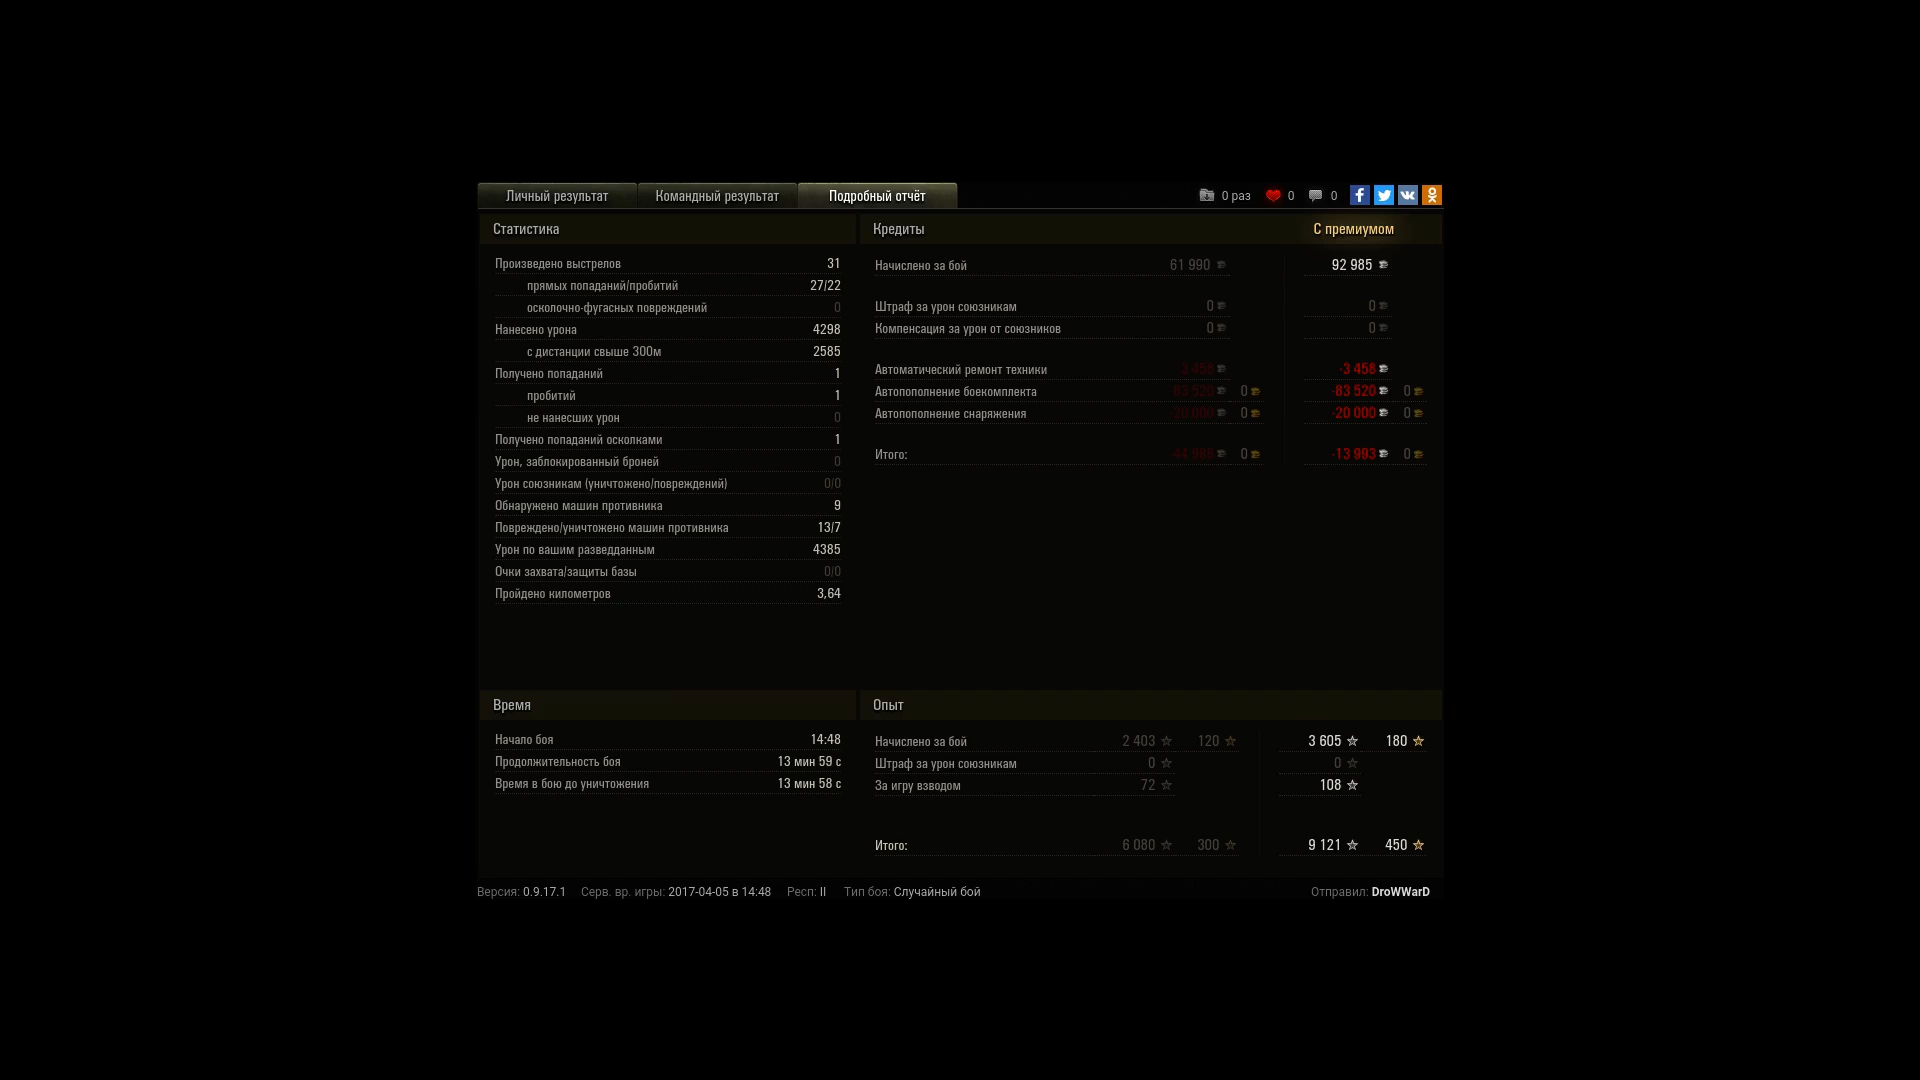 Личный результат Командный результат Подробный отчёт 0 раз 0 0
Статистика
Произведено выстрелов 31
прямых попаданий/пробитий 27/22
осколочно-фугасных повреждений 0
Нанесено урона 4298
с дистанции свыше 300м 2585
Получено попаданий 1
пробитий 1
не нанесших урон 0
Получено попаданий осколками 1
Урон, заблокированный броней 0
Урон союзникам (уничтожено/повреждений) 0/0
Обнаружено машин противника 9
Повреждено/уничтожено машин противника 13/7
Урон по вашим разведданным 4385
Очки захвата/защиты базы 0/0
Пройдено километров 3,64
Кредиты С премиумом
Начислено за бой 61 990 92 985
Штраф за урон союзникам 0 0
Компенсация за урон от союзников 0 0
Автоматический ремонт техники -3 458 -3 458
Автопополнение боекомплекта -83 520 0 -83 520 0
Автопополнение снаряжения -20 000 0 -20 000 0
Итого: -44 988 0 -13 993 0
Время
Начало боя 14:48
Продолжительность боя 13 мин 59 с
Время в бою до уничтожения 13 мин 58 с
Опыт
Начислено за бой 2 403 120 3 605 180
Штраф за урон союзникам 0 0
За игру взводом 72 108
Итого: 6 080 300 9 121 450
Версия: 0.9.17.1 Серв. вр. игры: 2017-04-05 в 14:48 Респ: II Тип боя: Случайный бой Отправил: DroWWarD